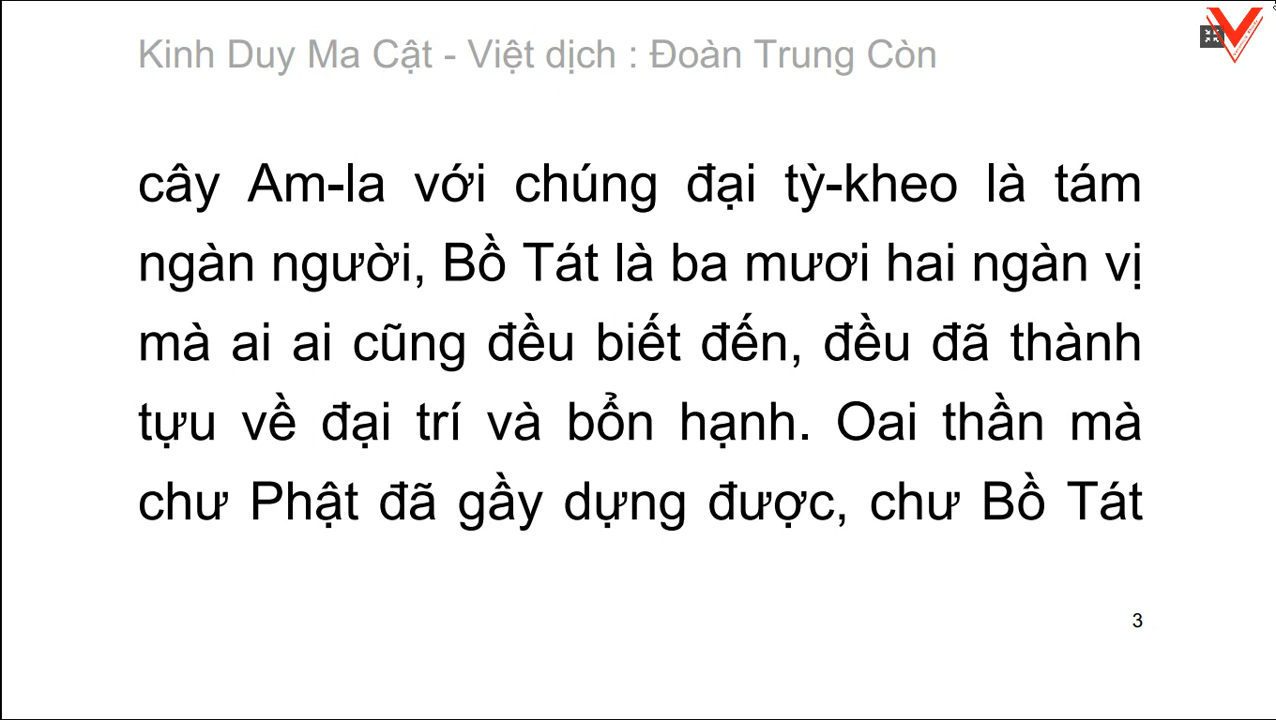 Kinh Duy Ma Cật - Việt dịch : Đoàn Trung Còn
cây Am-la với chúng đại tỳ-kheo là tám
ngàn người, Bồ Tát là ba mươi hai ngàn vị
mà ai ai cũng đều biết đến, đều đã thành
tựu về đại trí và bổn hạnh. Oai thần mà
chư Phật đã gầy dựng được, chư Bồ Tát
3